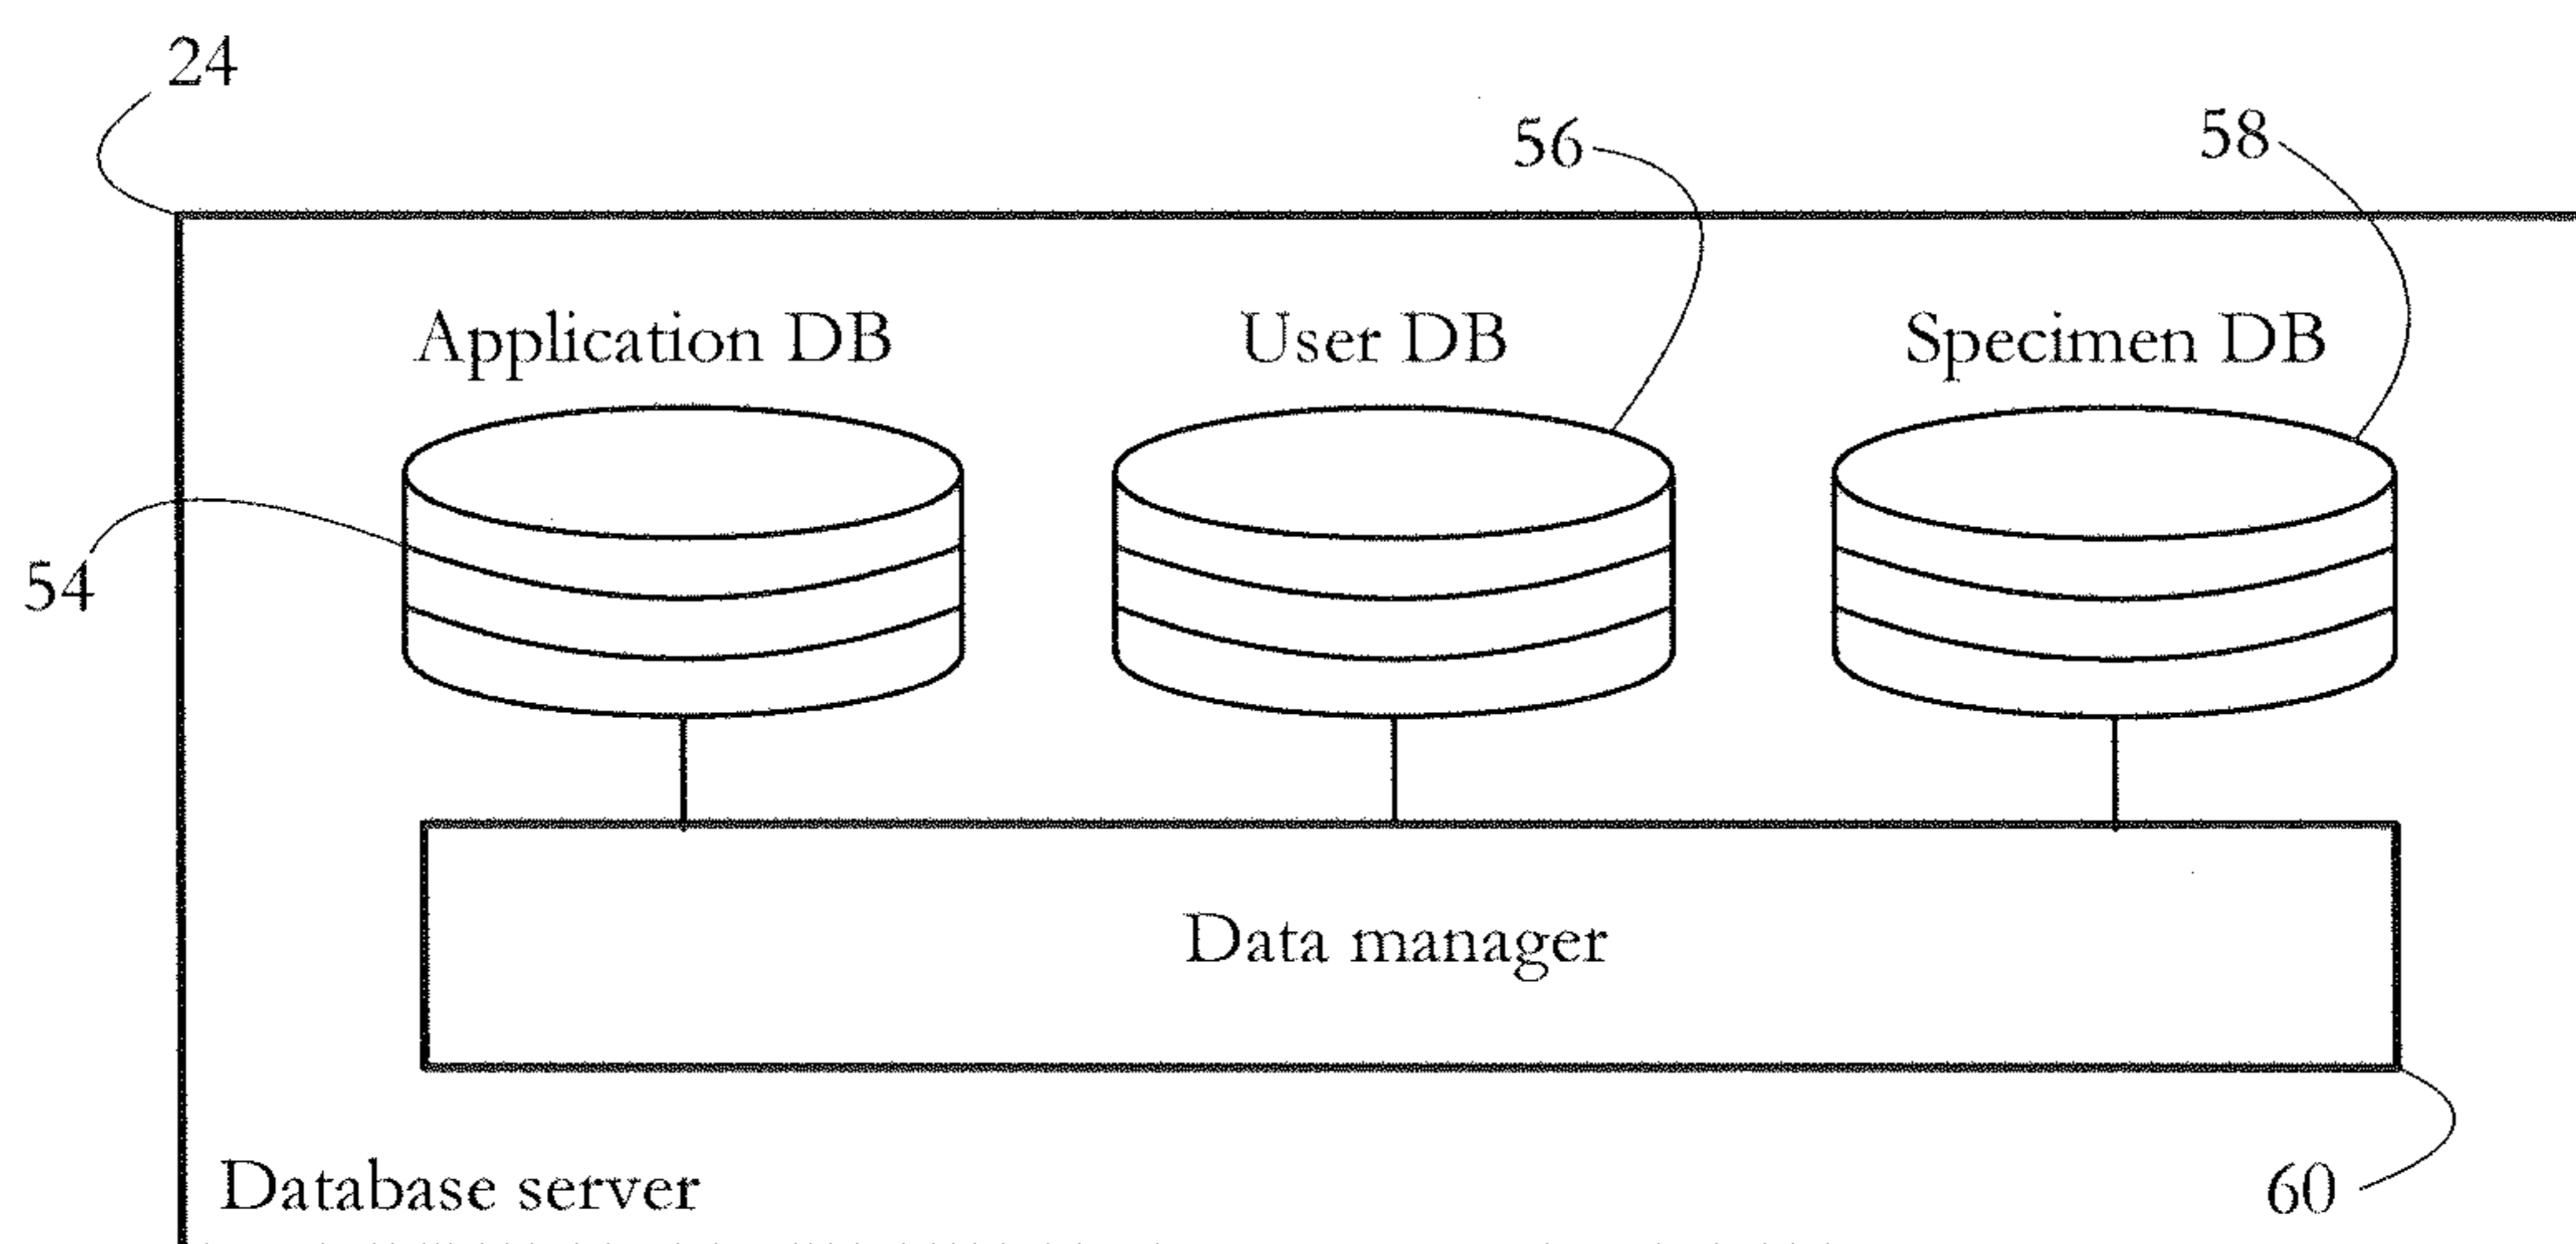 24
56
58
Application DB
User DB
Specimen DB
54
Data manager
Database server
60